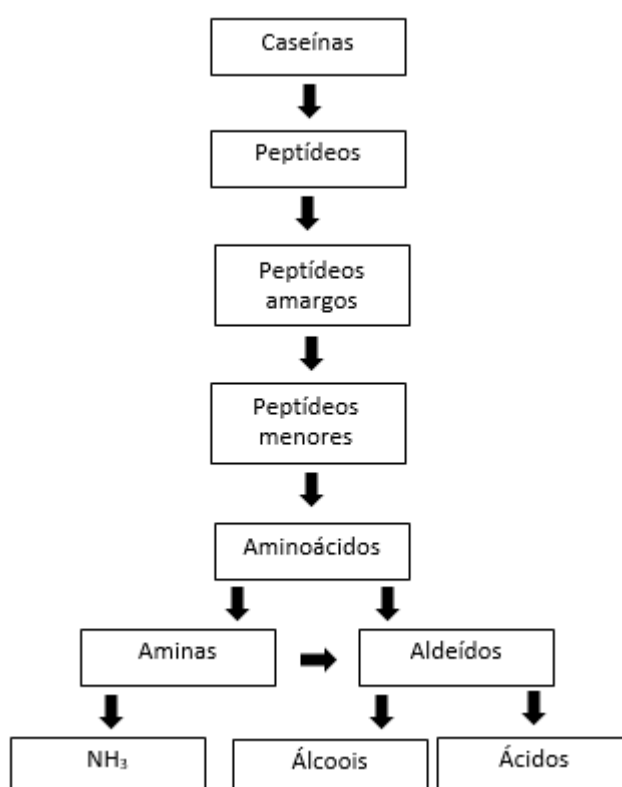 Caseínas
Peptídeos
Peptídeos
amargos
Peptídeos
menores
Aminoácidos
Aminas
Aldeídos
NH₃
Álcoois
Ácidos